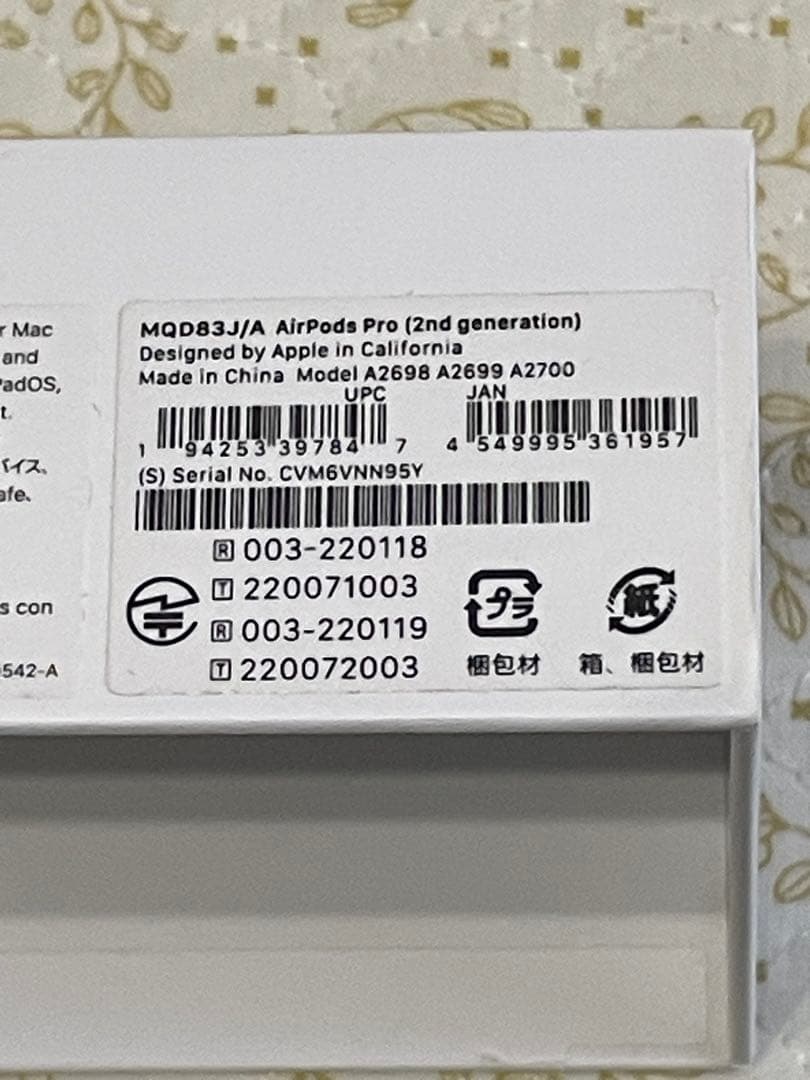 r Mac
and
PadOS,
t.
バイス、
afe、
s con
542-A
MQD83J/A AirPods Pro (2nd generation)
Designed by Apple in California
Made in China Model A2698 A2699 A2700
UPC JAN
1 94253 39784 7 4 549995 361957
(S) Serial No. CVM6VNN95Y
R 003-220118
T 220071003
R 003-220119
T 220072003
プラ 紙
梱包材 箱、梱包材